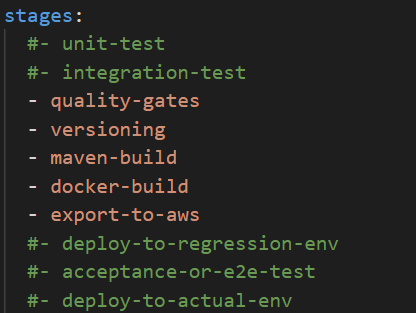 stages:
  #- unit-test
  #- integration-test
  - quality-gates
  - versioning
  - maven-build
  - docker-build
  - export-to-aws
  #- deploy-to-regression-env
  #- acceptance-or-e2e-test
  #- deploy-to-actual-env